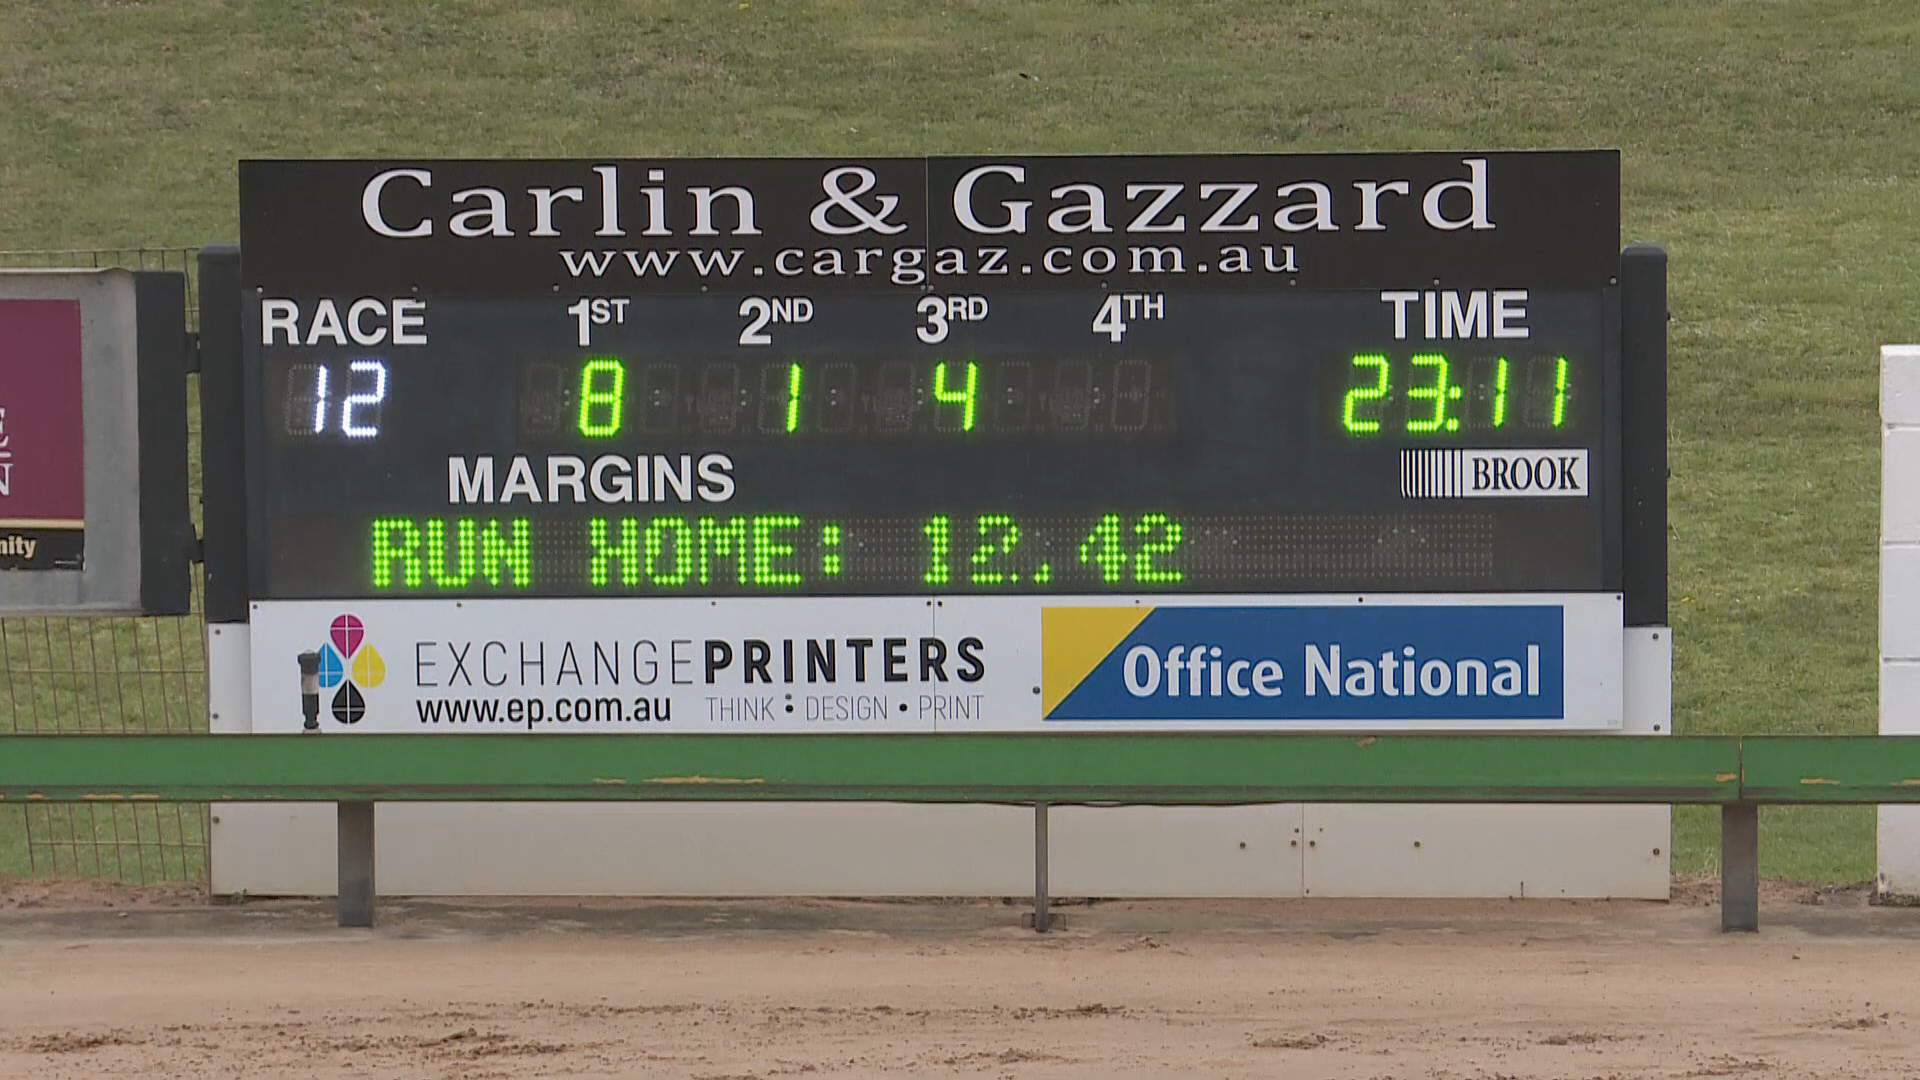 Carlin & Gazzard
www.cargaz.com.au
RACE 1ST 2ND 3RD 4TH TIME
12 8 1 4 23:11
MARGINS
BROOK
RUN HOME: 12.42
EXCHANGEPRINTERS
www.ep.com.au THINK : DESIGN • PRINT
Office National